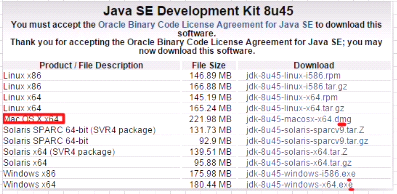 Java SE Development Kit 8u45
You must accept the Oracle Binary Code License Agreement for Java SE to download this
software.
Thank you for accepting the Oracle Binary Code License Agreement for Java SE; you may
now download this software.
Product / File Description File Size Download
Linux x86 146.89 MB jdk-8u45-linux-i586.rpm
Linux x86 166.88 MB jdk-8u45-linux-i586.tar.gz
Linux x64 145.19 MB jdk-8u45-linux-x64.rpm
Linux x64 165.24 MB jdk-8u45-linux-x64.tar.gz
Mac OS X x64 221.98 MB jdk-8u45-macosx-x64.dmg
Solaris SPARC 64-bit (SVR4 package) 131.73 MB jdk-8u45-solaris-sparcv9.tar.Z
Solaris SPARC 64-bit 92.9 MB jdk-8u45-solaris-sparcv9.tar.gz
Solaris x64 (SVR4 package) 139.51 MB jdk-8u45-solaris-x64.tar.Z
Solaris x64 95.88 MB jdk-8u45-solaris-x64.tar.gz
Windows x86 175.98 MB jdk-8u45-windows-i586.exe
Windows x64 180.44 MB jdk-8u45-windows-x64.exe